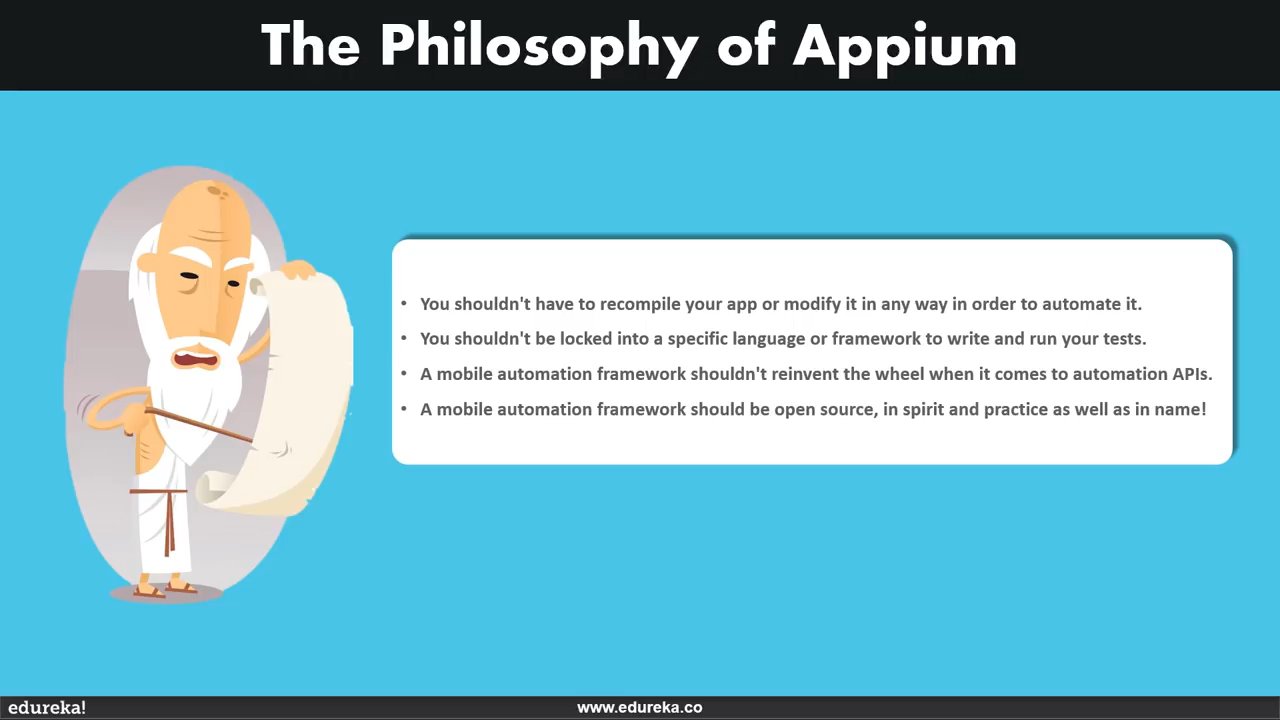 The Philosophy of Appium
• You shouldn't have to recompile your app or modify it in any way in order to automate it.
• You shouldn't be locked into a specific language or framework to write and run your tests.
• A mobile automation framework shouldn't reinvent the wheel when it comes to automation APIs.
• A mobile automation framework should be open source, in spirit and practice as well as in name!
edureka!
www.edureka.co